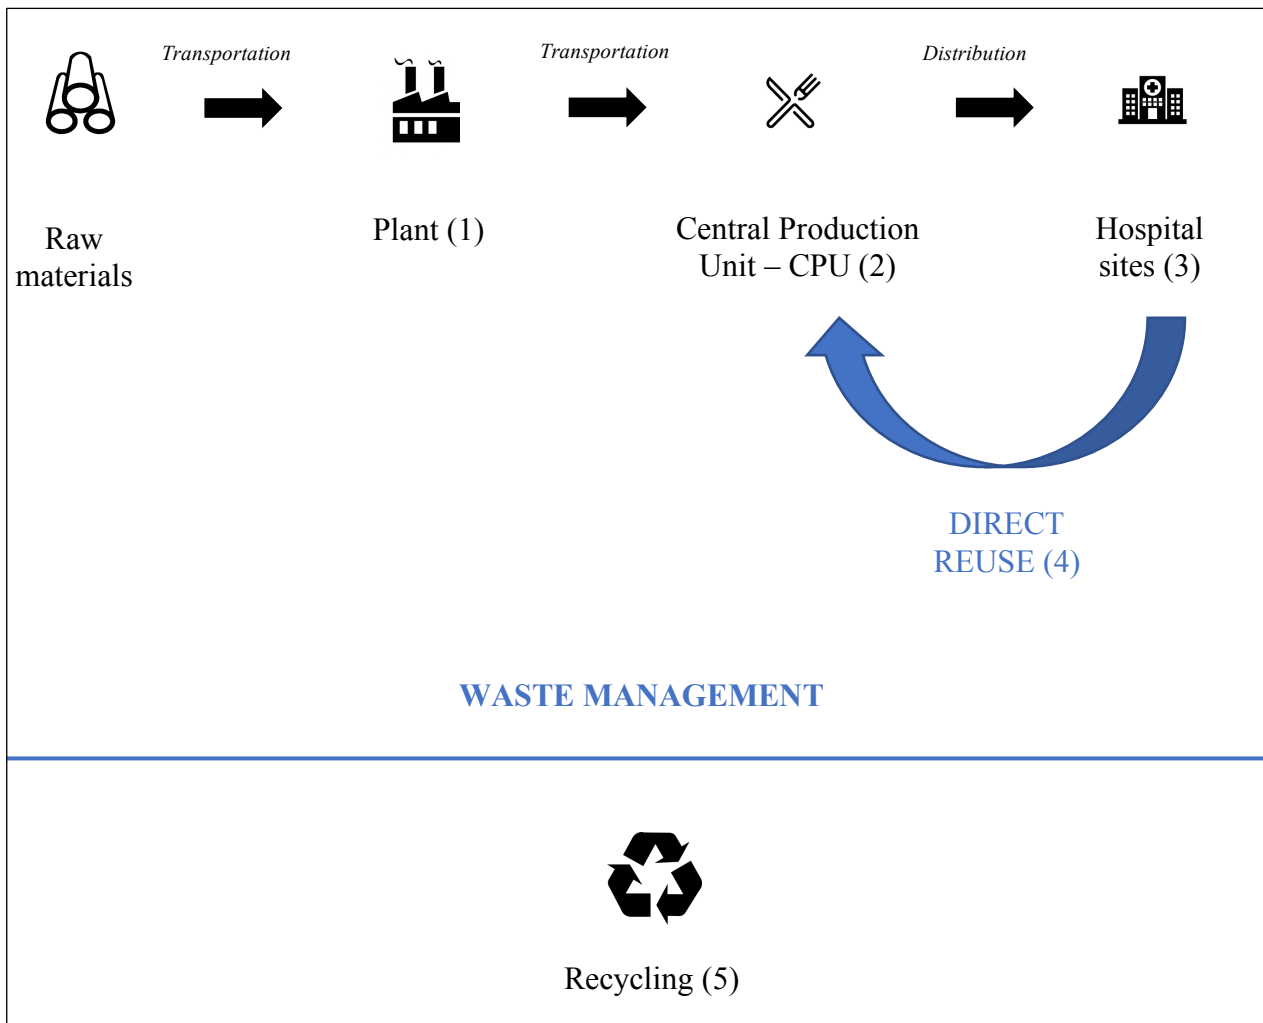 Transportation
Transportation
Distribution
Raw
materials
Plant (1)
Central Production
Unit – CPU (2)
Hospital
sites (3)
DIRECT
REUSE (4)
WASTE MANAGEMENT
Recycling (5)